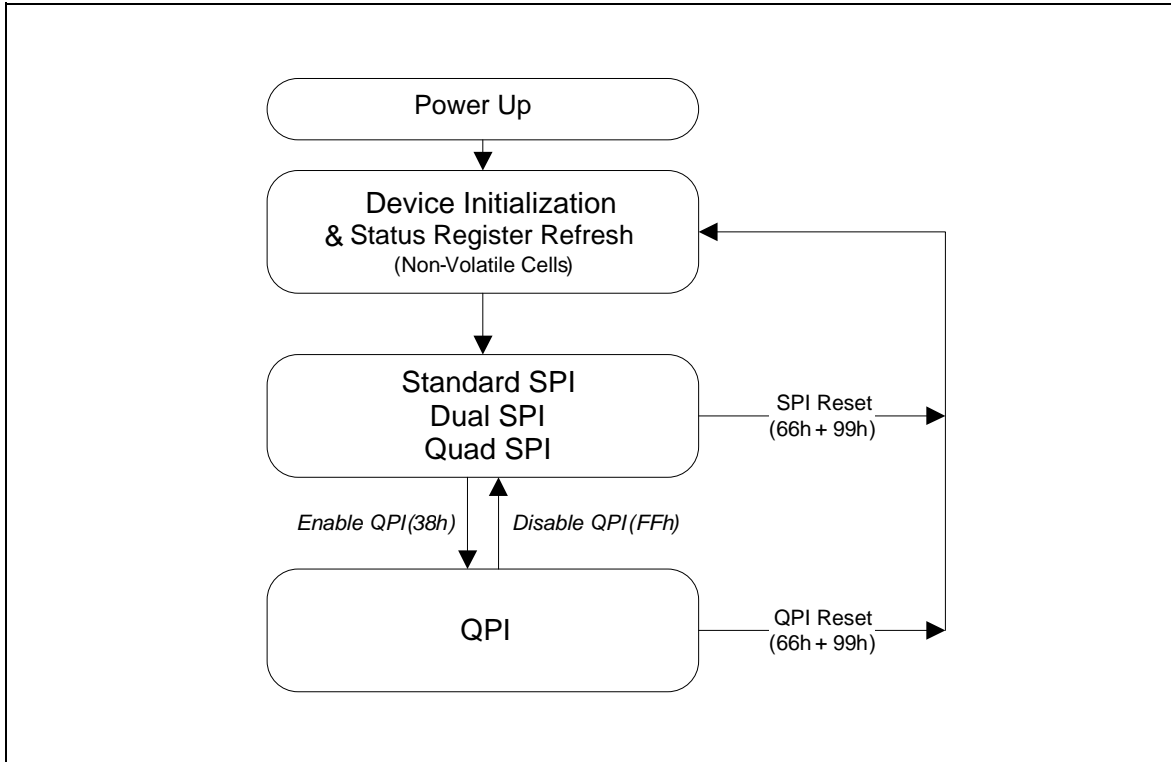 Power Up
Device Initialization
& Status Register Refresh
(Non-Volatile Cells)
Standard SPI
Dual SPI
Quad SPI
SPI Reset
(66h + 99h)
Enable QPI(38h)
Disable QPI(FFh)
QPI
QPI Reset
(66h + 99h)